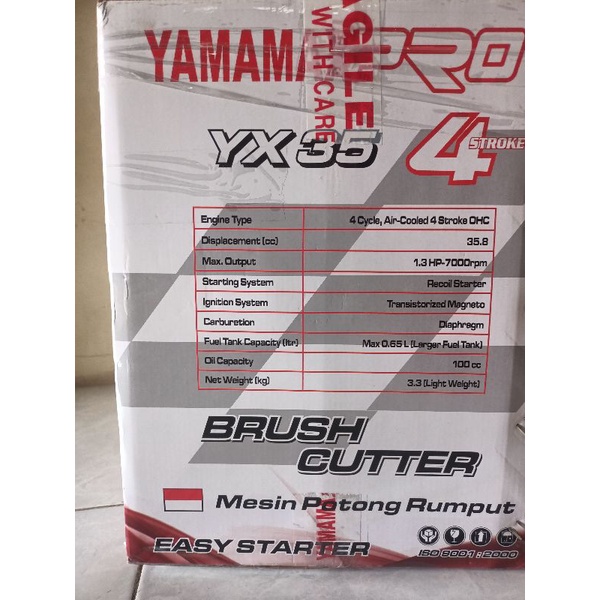 YAMAMA PRO
AGILE
WITH CARE
YX 35
4 STROKE
Engine Type 4 Cycle, Air-Cooled 4 Stroke OHC
Displacement (cc) 35.8
Max. Output 1.3 HP-7000rpm
Starting System Recoil Starter
Ignition System Transistorized Magneto
Carburetion Diaphragm
Fuel Tank Capacity (ltr) Max 0.65 L (Larger Fuel Tank)
Oil Capacity 100 cc
Net Weight (kg) 3.3 (Light Weight)
BRUSH
CUTTER
Mesin Potong Rumput
YAMAMA
EASY STARTER
ISO 9001 : 2000